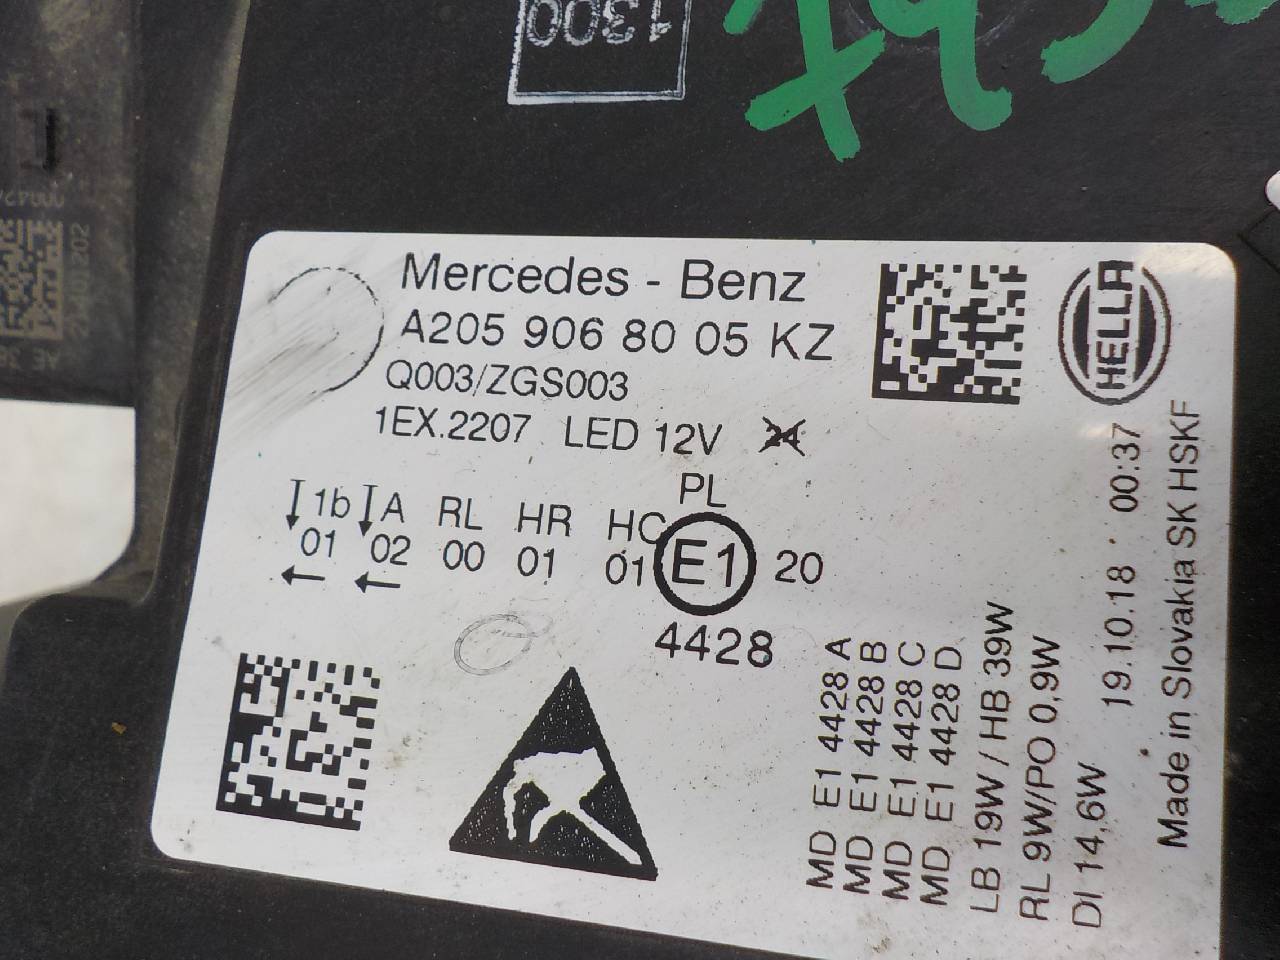 1300
Mercedes - Benz
A205 906 80 05 KZ
Q003/ZGS003
1EX.2207 LED 12V 24
HELLA
PL
1b A RL HR HC
01 02 00 01 01 E1 20
4428
MD E1 4428 A
MD E1 4428 B
MD E1 4428 C
MD E1 4428 D
LB 19W / HB 39W
RL 9W/PO 0,9W
DI 14,6W 19.10.18 00:37
Made in Slovakia SK HSKF